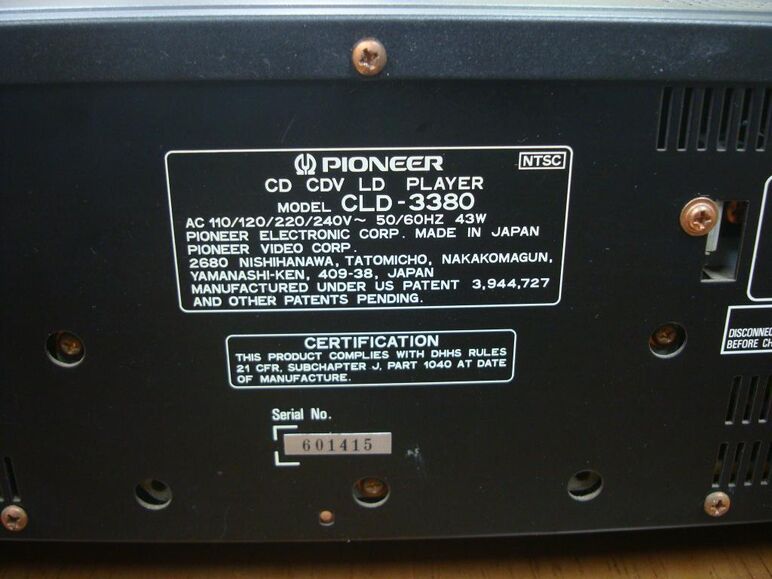 PIONEER NTSC
CD CDV LD PLAYER
MODEL CLD-3380
AC 110/120/220/240V~ 50/60HZ 43W
PIONEER ELECTRONIC CORP. MADE IN JAPAN
PIONEER VIDEO CORP.
2680 NISHIHANAWA, TATOMICHO, NAKAKOMAGUN,
YAMANASHI-KEN, 409-38, JAPAN
MANUFACTURED UNDER US PATENT 3,944,727
AND OTHER PATENTS PENDING.
DISCONNEC
BEFORE CH
CERTIFICATION
THIS PRODUCT COMPLIES WITH DHHS RULES
21 CFR, SUBCHAPTER J, PART 1040 AT DATE
OF MANUFACTURE.
Serial No.
601415